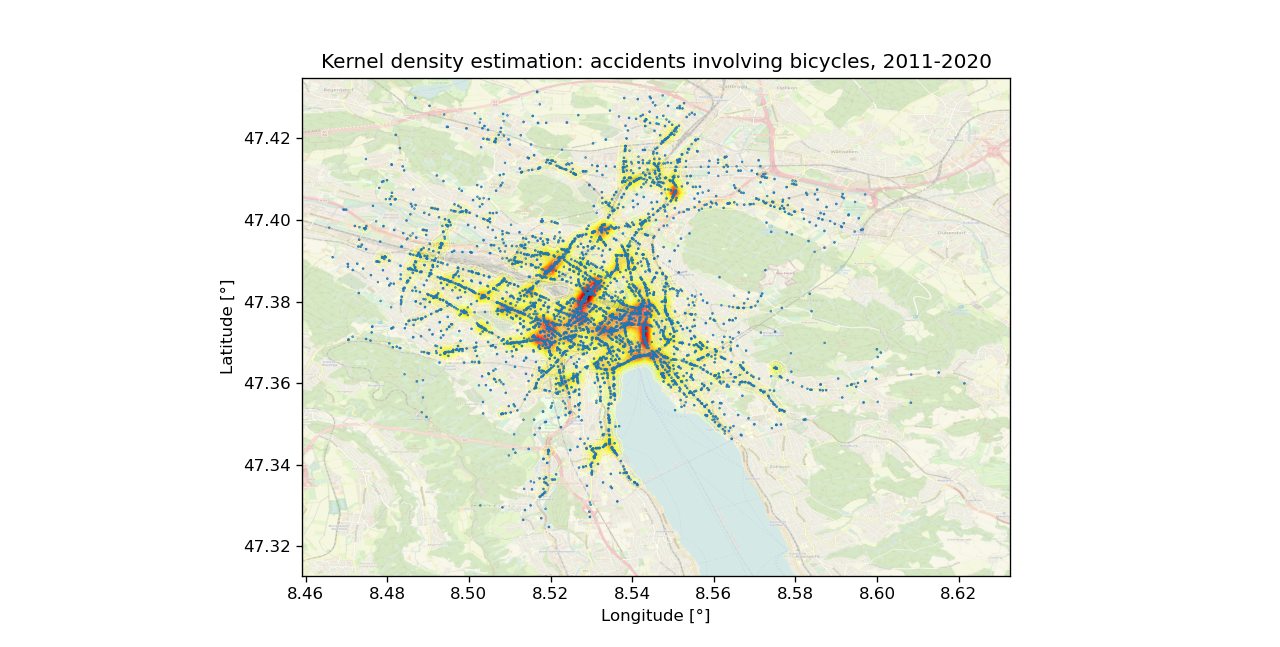 Kernel density estimation: accidents involving bicycles, 2011-2020
47.42
47.40
47.38
47.36
47.34
47.32
Latitude [°]
8.46 8.48 8.50 8.52 8.54 8.56 8.58 8.60 8.62
Longitude [°]